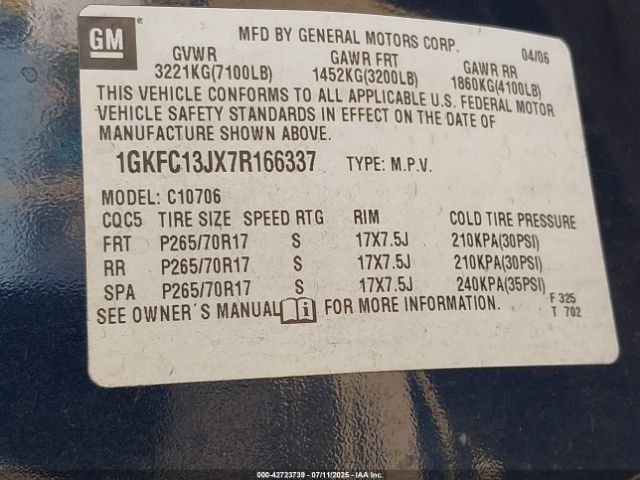 GM
MFD BY GENERAL MOTORS CORP.
04/06
GVWR GAWR FRT GAWR RR
3221KG(7100LB) 1452KG(3200LB) 1860KG(4100LB)
THIS VEHICLE CONFORMS TO ALL APPLICABLE U.S. FEDERAL MOTOR
VEHICLE SAFETY STANDARDS IN EFFECT ON THE DATE OF
MANUFACTURE SHOWN ABOVE.
1GKFC13JX7R166337 TYPE: M.P.V.
MODEL: C10706
CQC5 TIRE SIZE SPEED RTG RIM COLD TIRE PRESSURE
FRT P265/70R17 S 17X7.5J 210KPA(30PSI)
RR P265/70R17 S 17X7.5J 210KPA(30PSI)
SPA P265/70R17 S 17X7.5J 240KPA(35PSI)
SEE OWNER´S MANUAL i FOR MORE INFORMATION.
F 325
T 702
000-42723739 - 07/11/2025 - IAA Inc.